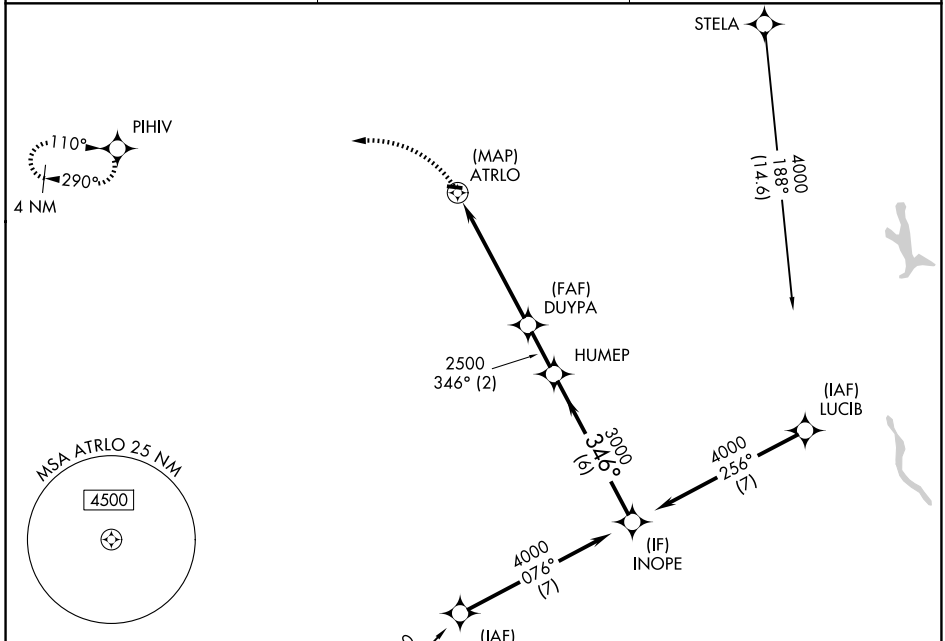 STELA
PIHIV
110°
290°
4 NM
(MAP)
ATRLO
4000
188°
(14.6)
(FAF)
DUYPA
HUMEP
2500
346° (2)
(IAF)
LUCIB
3000
346°
(6)
4000
256°
(7)
MSA ATRLO 25 NM
4500
(IF)
INOPE
4000
076°
(7)
(IAF)